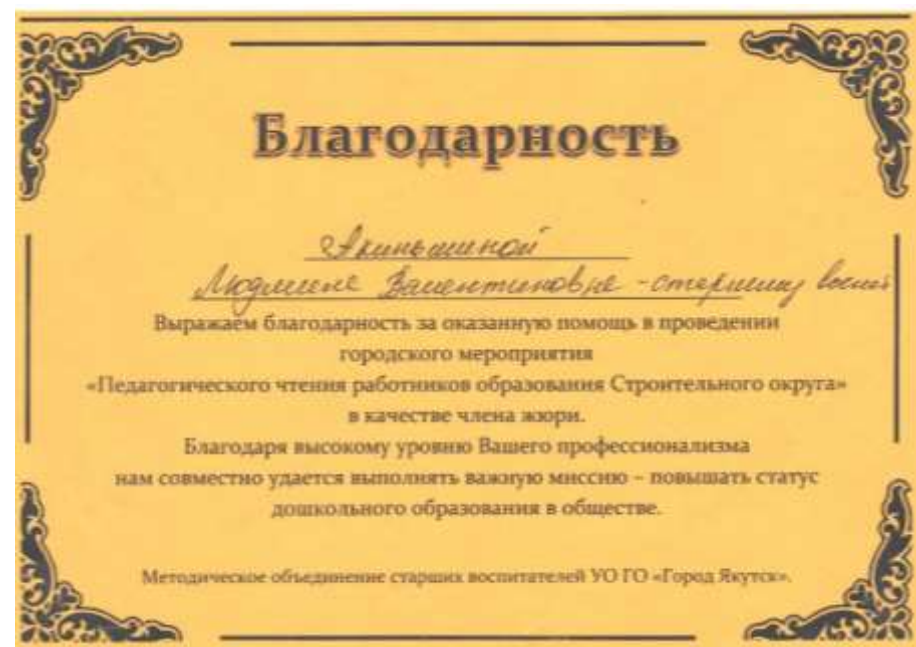 Благодарность
Акиньшиной
Людмиле Валентиновне - старшему воспит
Выражаем благодарность за оказанную помощь в проведении
городского мероприятия
«Педагогического чтения работников образования Строительного округа»
в качестве члена жюри.
Благодаря высокому уровню Вашего профессионализма
нам совместно удается выполнять важную миссию – повышать статус
дошкольного образования в обществе.
Методическое объединение старших воспитателей УО ГО «Город Якутск».